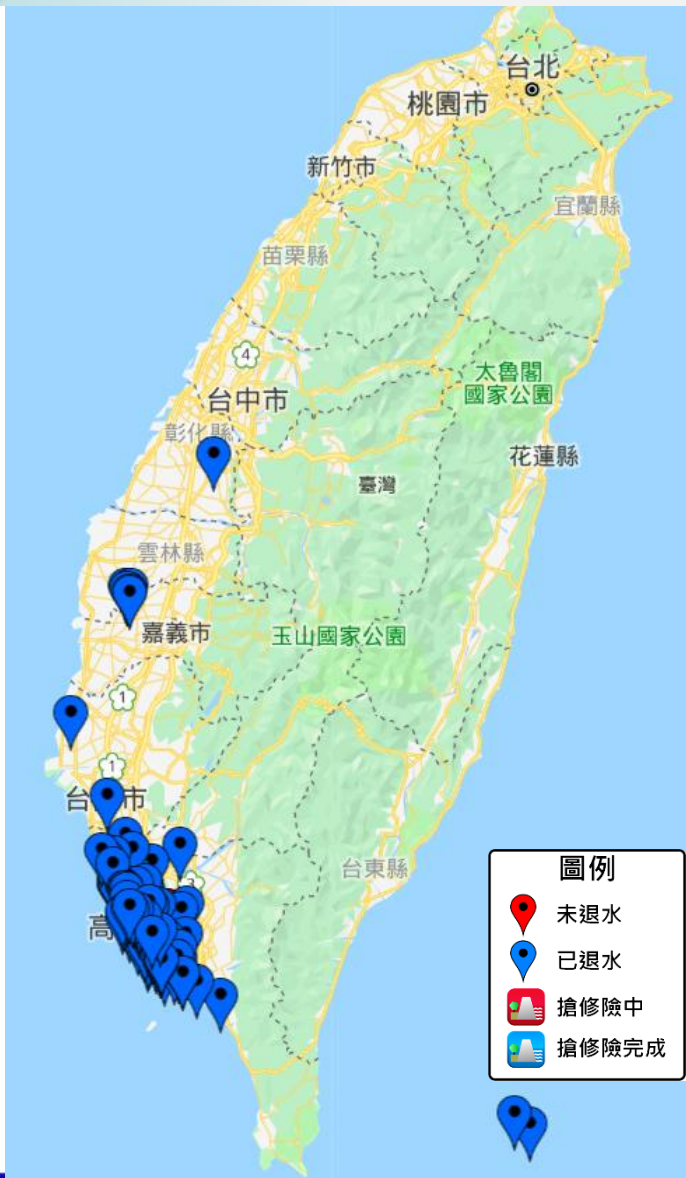 台北
桃園市
新竹市
宜蘭縣
苗栗縣
4
太魯閣
國家公園
台中市
彰化縣
花蓮縣
臺灣
雲林縣
嘉義市
玉山國家公園
1
1
台
市
台東縣
高
圖例
未退水
已退水
搶修險中
搶修險完成